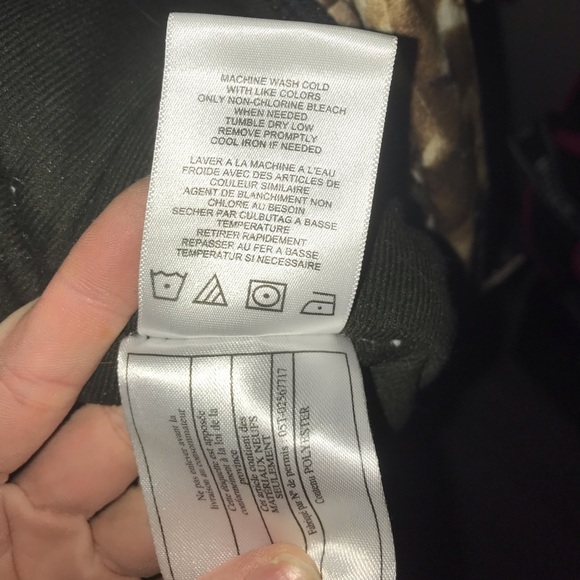 MACHINE WASH COLD
WITH LIKE COLORS
ONLY NON-CHLORINE BLEACH
WHEN NEEDED
TUMBLE DRY LOW
REMOVE PROMPTLY
COOL IRON IF NEEDED
LAVER A LA MACHINE A L'EAU
FROIDE AVEC DES ARTICLES DE
COULEUR SIMILAIRE
AGENT DE BLANCHIMENT NON
CHLORE AU BESOIN
SECHER PAR CULBUTAG A BASSE
TEMPERATURE
RETIRER RAPIDEMENT
REPASSER AU FER A BASSE
TEMPERATUR SI NECESSAIRE
Ne pas enlever avant la
livraison au consommateur
Cette étiquette est apposée
conformément à la loi de la
province
Cet article contient des
MATERIAUX NEUFS
SEULEMENT
Fabriqué par N° de permis : 053-02567717
Contenu POLYESTER